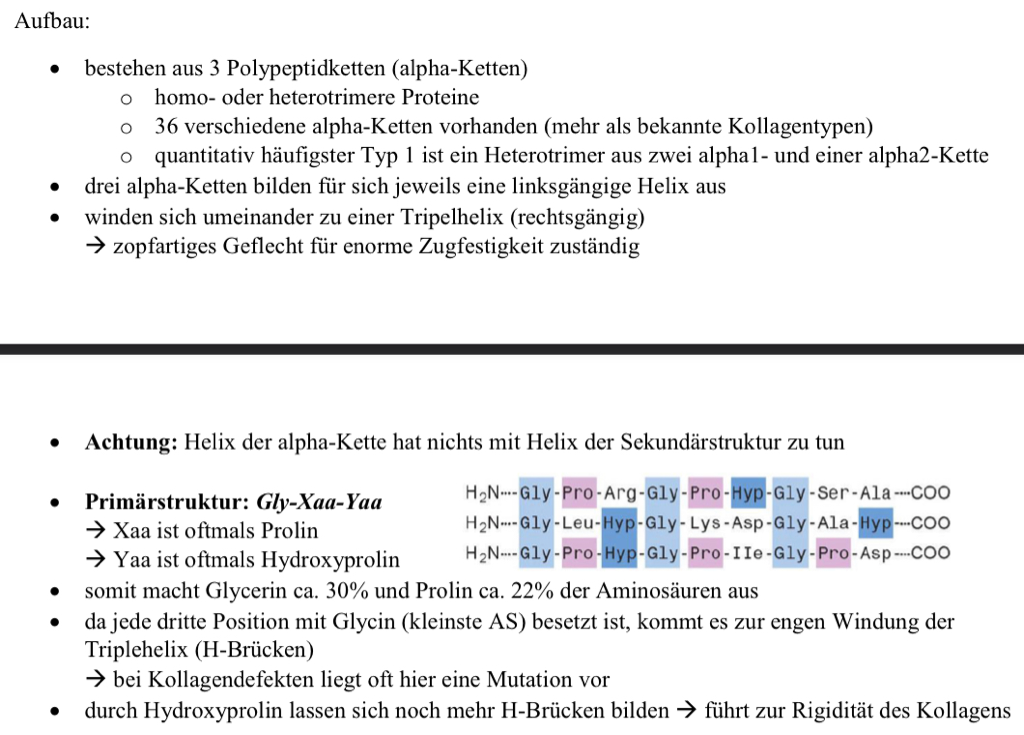 Aufbau:
• bestehen aus 3 Polypeptidketten (alpha-Ketten)
o homo- oder heterotrimere Proteine
o 36 verschiedene alpha-Ketten vorhanden (mehr als bekannte Kollagentypen)
o quantitativ häufigster Typ 1 ist ein Heterotrimer aus zwei alpha1- und einer alpha2-Kette
• drei alpha-Ketten bilden für sich jeweils eine linksgängige Helix aus
• winden sich umeinander zu einer Tripelhelix (rechtsgängig)
→ zopfartiges Geflecht für enorme Zugfestigkeit zuständig
• Achtung: Helix der alpha-Kette hat nichts mit Helix der Sekundärstruktur zu tun
• Primärstruktur: Gly-Xaa-Yaa
→ Xaa ist oftmals Prolin
→ Yaa ist oftmals Hydroxyprolin
H₂N----Gly-Pro-Arg-Gly-Pro-Hyp-Gly-Ser-Ala----COO
H₂N----Gly-Leu-Hyp-Gly-Lys-Asp-Gly-Ala-Hyp----COO
H₂N----Gly-Pro-Hyp-Gly-Pro-IIe-Gly-Pro-Asp----COO
• somit macht Glycerin ca. 30% und Prolin ca. 22% der Aminosäuren aus
• da jede dritte Position mit Glycin (kleinste AS) besetzt ist, kommt es zur engen Windung der
Triplehelix (H-Brücken)
→ bei Kollagendefekten liegt oft hier eine Mutation vor
• durch Hydroxyprolin lassen sich noch mehr H-Brücken bilden → führt zur Rigidität des Kollagens